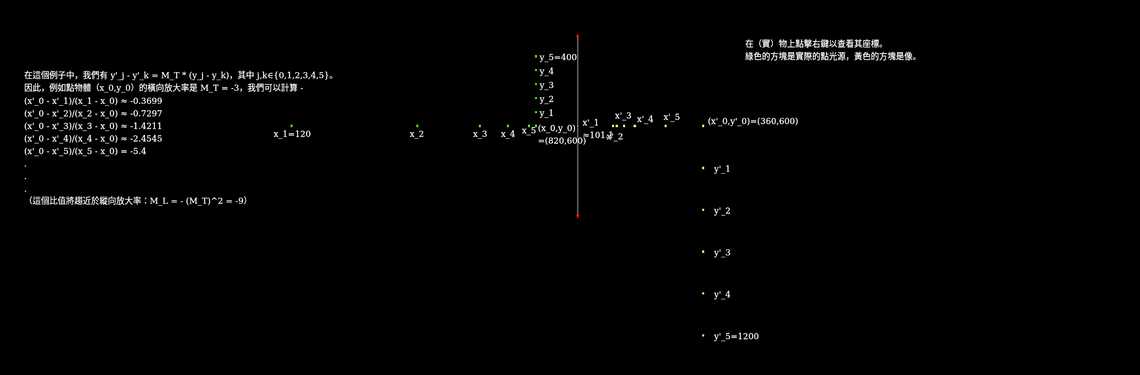 在這個例子中，我們有 y'_j - y'_k = M_T * (y_j - y_k)，其中 j,k∈{0,1,2,3,4,5}。
因此，例如點物體（x_0,y_0）的橫向放大率是 M_T = -3，我們可以計算 -
(x'_0 - x'_1)/(x_1 - x_0) ≈ -0.3699
(x'_0 - x'_2)/(x_2 - x_0) ≈ -0.7297
(x'_0 - x'_3)/(x_3 - x_0) ≈ -1.4211
(x'_0 - x'_4)/(x_4 - x_0) ≈ -2.4545
(x'_0 - x'_5)/(x_5 - x_0) = -5.4
.
.
.
（這個比值將趨近於縱向放大率：M_L = - (M_T)^2 = -9）
x_1=120
x_2
x_3
x_4
x_5
y_5=400
y_4
y_3
y_2
y_1
(x_0,y_0)
=(820,600)
x'_1
≈101.1
x'_2
x'_3
x'_4
x'_5
在（實）物上點擊右鍵以查看其座標。
綠色的方塊是實際的點光源，黃色的方塊是像。
(x'_0,y'_0)=(360,600)
y'_1
y'_2
y'_3
y'_4
y'_5=1200